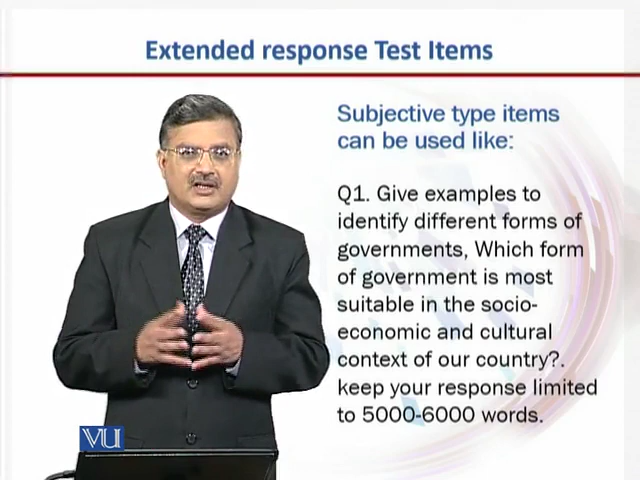 Extended response Test Items
Subjective type items
can be used like:
Q1. Give examples to
identify different forms of
governments, Which form
of government is most
suitable in the socio-
economic and cultural
context of our country?.
keep your response limited
to 5000-6000 words.
VU